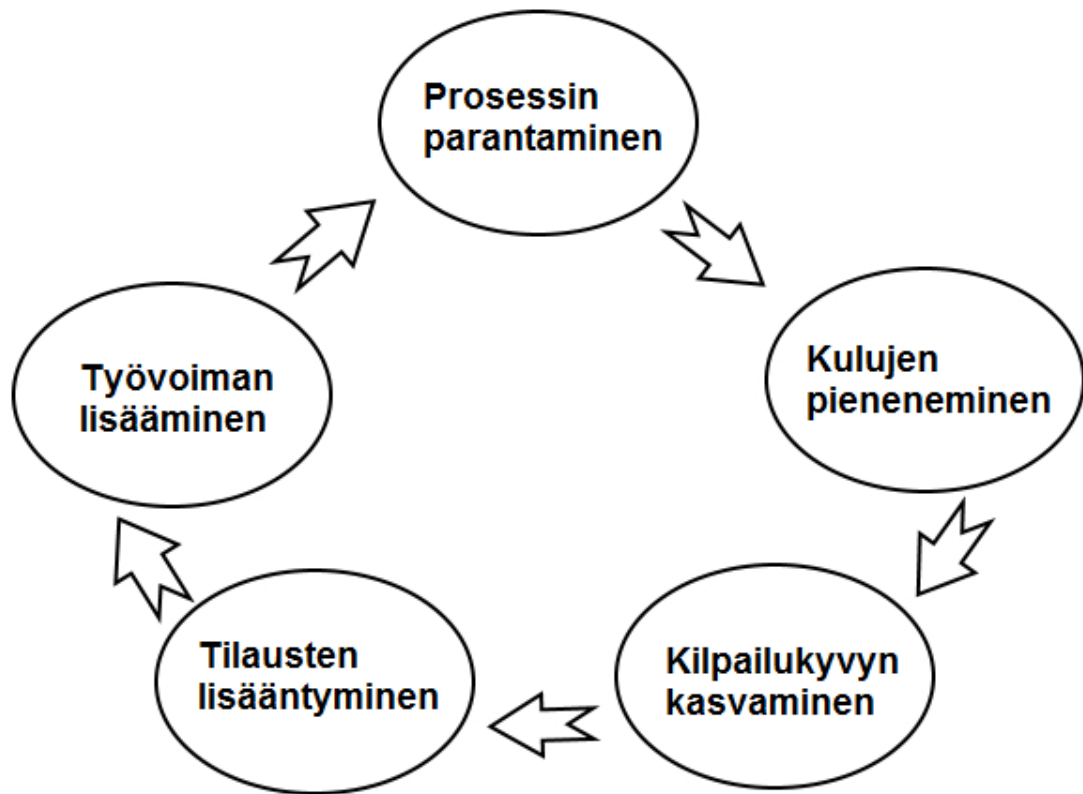 Prosessin
parantaminen
Kulujen
pieneneminen
Kilpailukyvyn
kasvaminen
Tilausten
lisääntyminen
Työvoiman
lisääminen